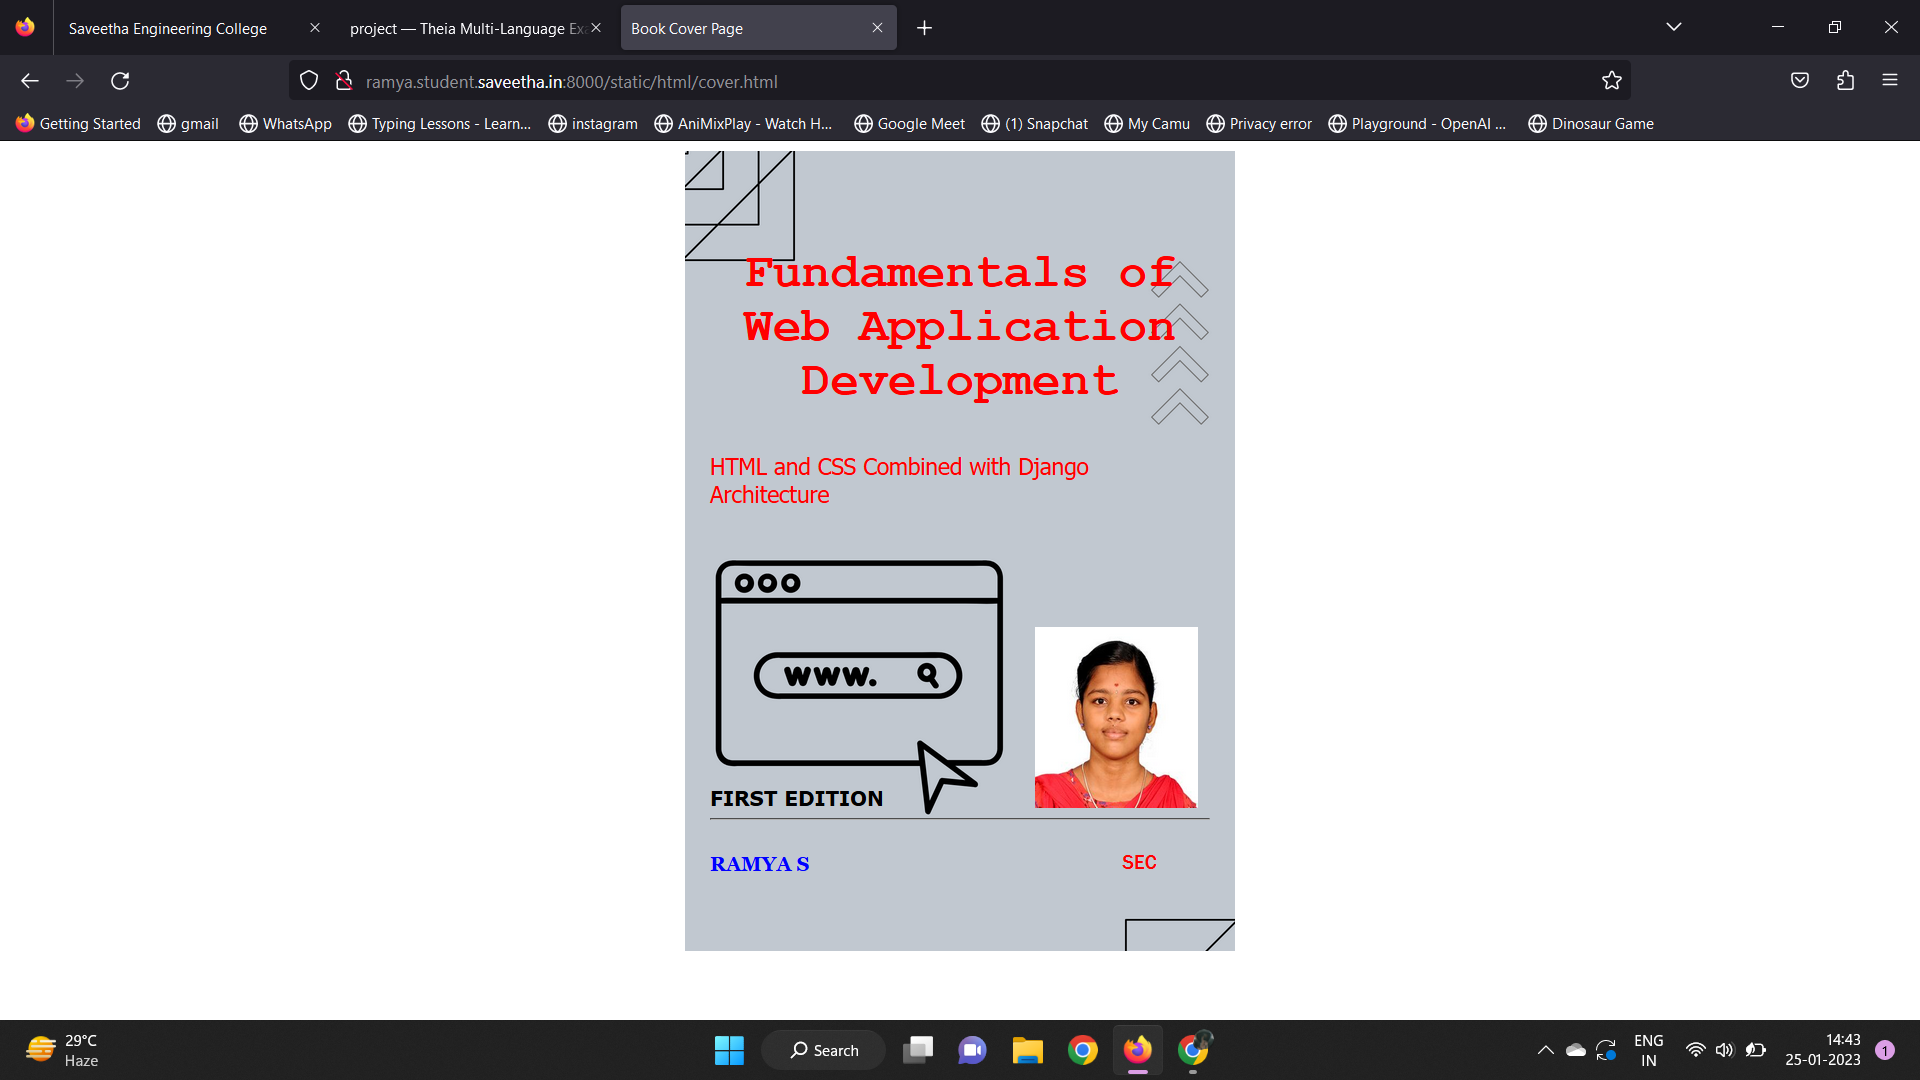 Saveetha Engineering College
project — Theia Multi-Language Exa
Book Cover Page
ramya.student.saveetha.in:8000/static/html/cover.html
Getting Started
gmail
WhatsApp
Typing Lessons - Learn...
instagram
AniMixPlay - Watch H...
Google Meet
(1) Snapchat
My Camu
Privacy error
Playground - OpenAI ...
Dinosaur Game
Fundamentals of
Web Application
Development
HTML and CSS Combined with Django
Architecture
www.
FIRST EDITION
RAMYA S
SEC
29°C
Haze
Search
ENG
IN
14:43
25-01-2023
1